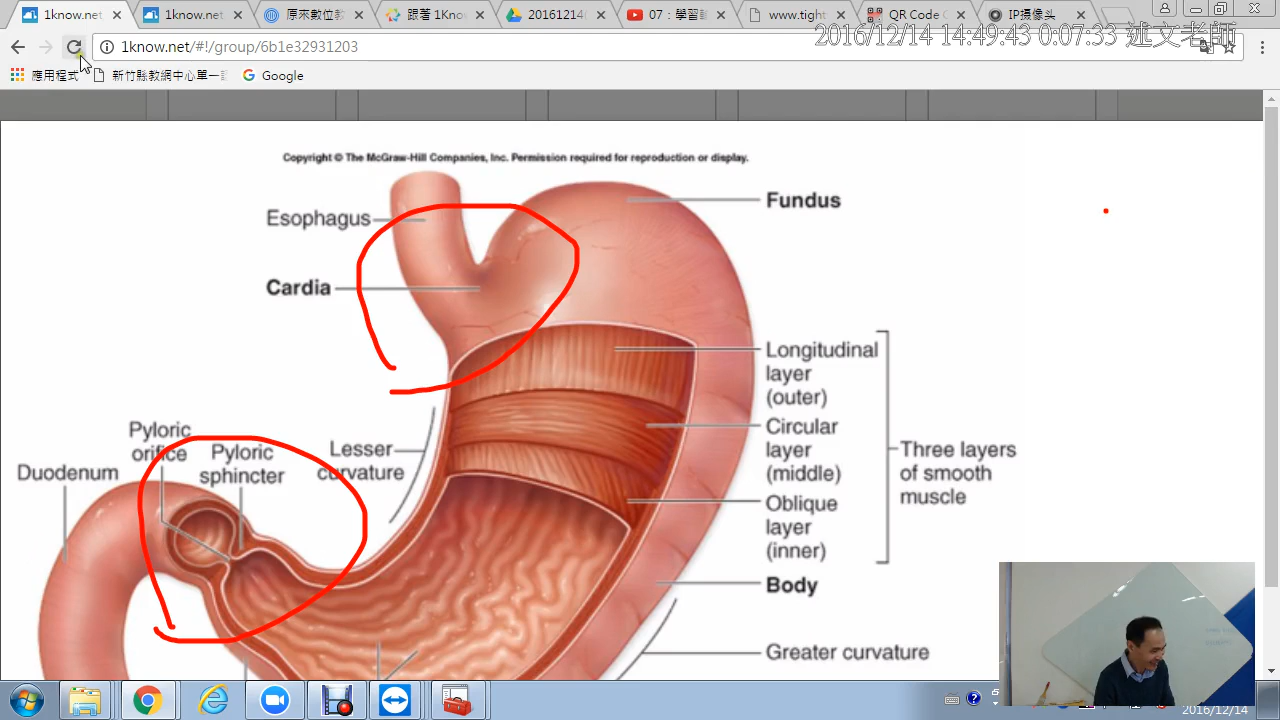 1know.net
1know.net
原來數位
跟著 1Know
20161214(
07：學習
www.tight
QR Code
IP摄像头
1know.net/#!/group/6b1e32931203
2016/12/14 14:49:43 0:07:33 述文老師
應用程式
新竹縣教網中心單一
Google
Copyright © The McGraw-Hill Companies, Inc. Permission required for reproduction or display.
Esophagus
Fundus
Cardia
Longitudinal
layer
(outer)
Circular
layer
(middle)
Oblique
layer
(inner)
Three layers
of smooth
muscle
Pyloric
orifice
Pyloric
sphincter
Lesser
curvature
Duodenum
Body
Greater curvature
2016/12/14